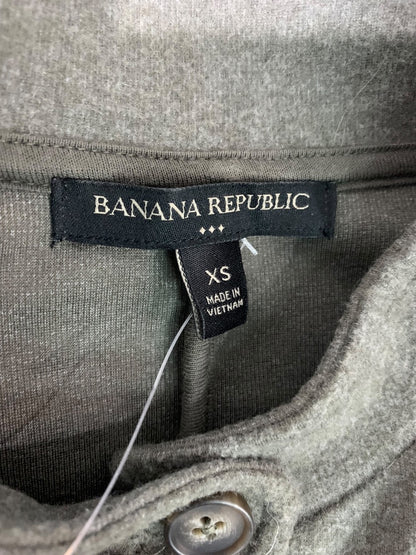 BANANA REPUBLIC
XS
MADE IN
VIETNAM